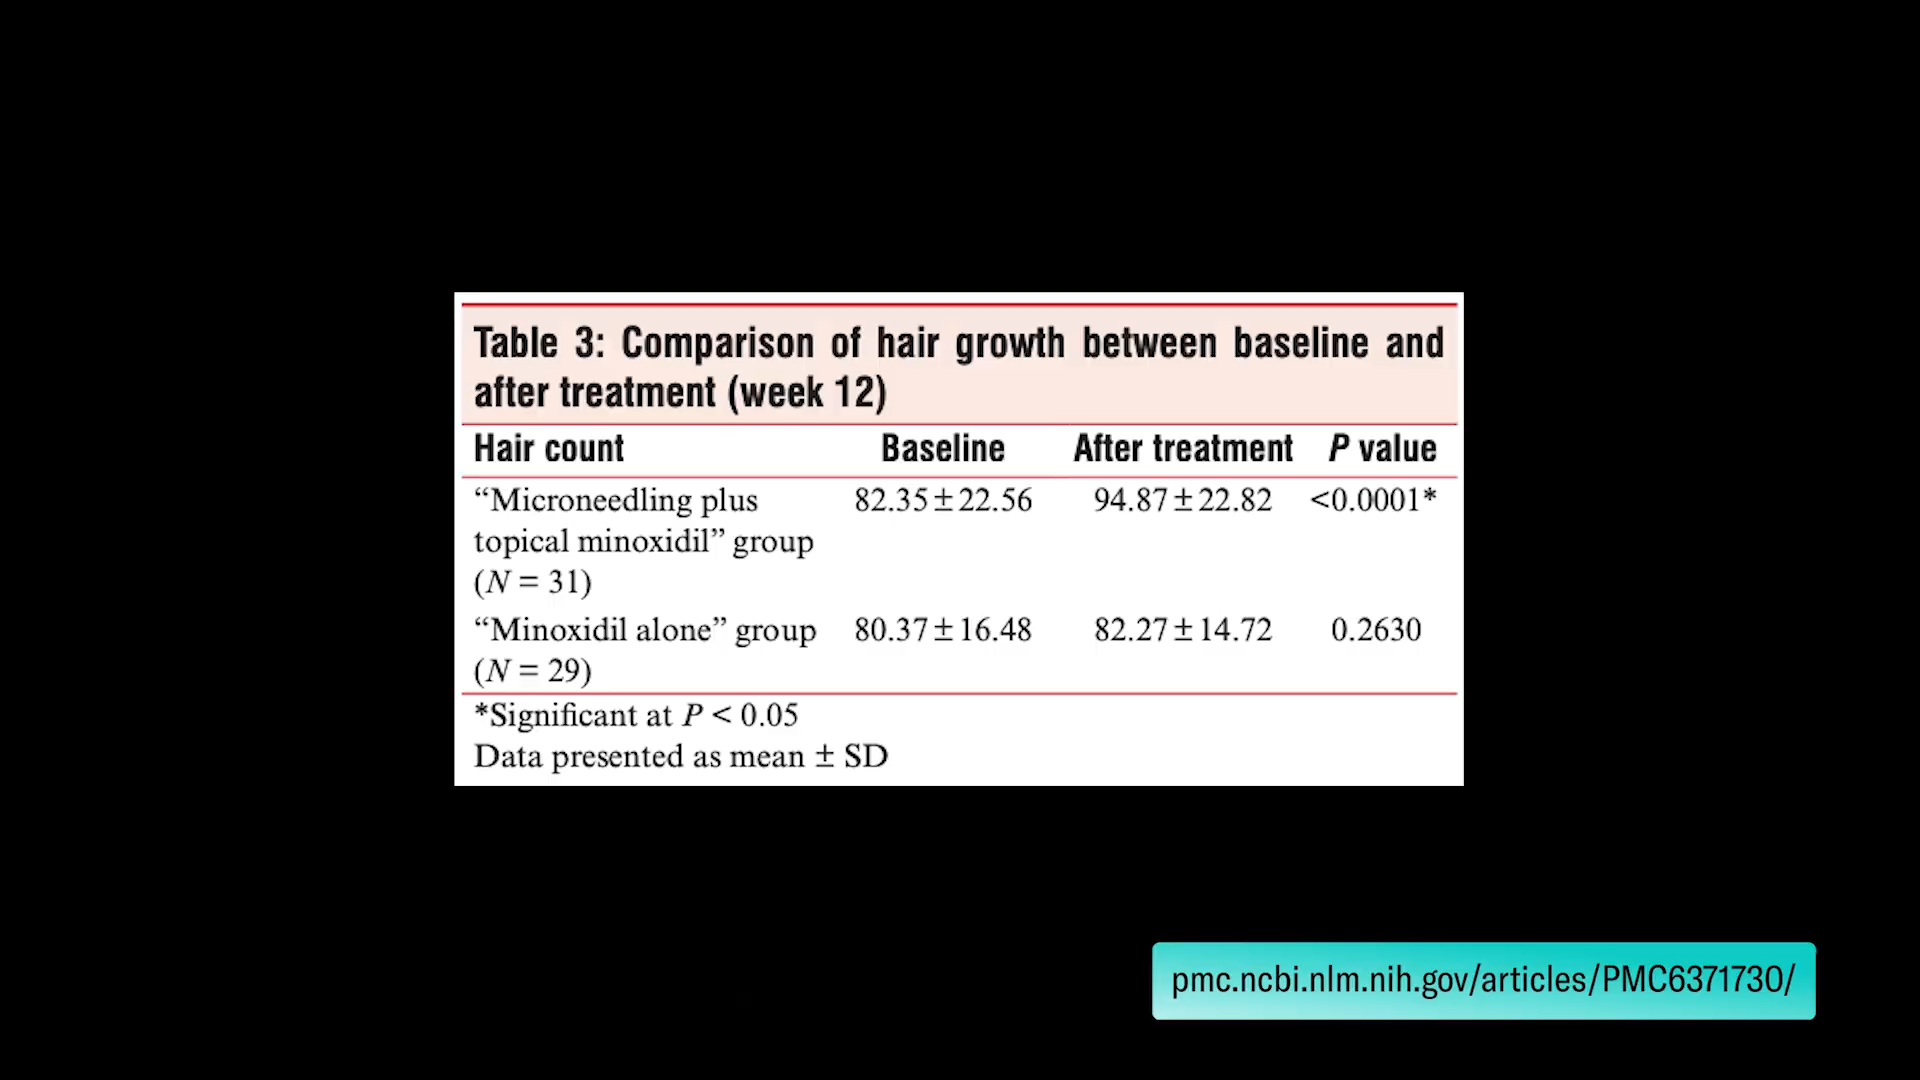 Table 3: Comparison of hair growth between baseline and
after treatment (week 12)
Hair count Baseline After treatment P value
“Microneedling plus 82.35±22.56 94.87±22.82 <0.0001*
topical minoxidil” group
(N = 31)
“Minoxidil alone” group 80.37±16.48 82.27±14.72 0.2630
(N = 29)
*Significant at P < 0.05
Data presented as mean ± SD
pmc.ncbi.nlm.nih.gov/articles/PMC6371730/